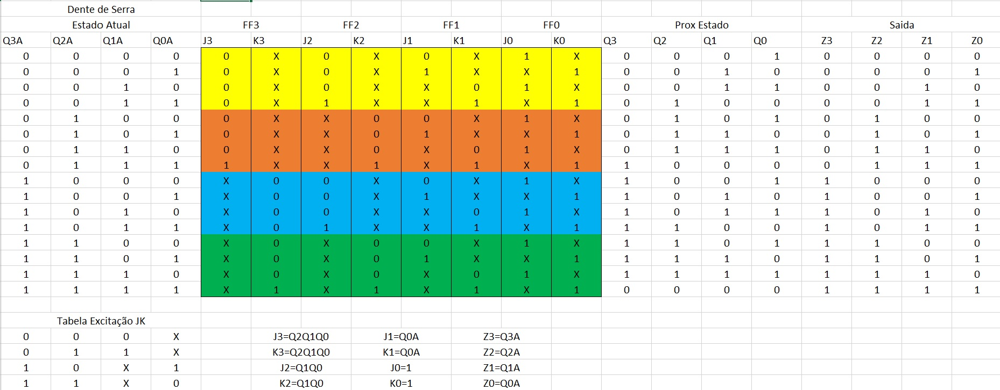 Dente de Serra
Estado Atual FF3 FF2 FF1 FF0 Prox Estado Saida
Q3A Q2A Q1A Q0A J3 K3 J2 K2 J1 K1 J0 K0 Q3 Q2 Q1 Q0 Z3 Z2 Z1 Z0
0 0 0 0 0 X 0 X 0 X 1 X 0 0 0 1 0 0 0 0
0 0 0 1 0 X 0 X 1 X X 1 0 0 1 0 0 0 0 1
0 0 1 0 0 X 0 X X 0 1 X 0 0 1 1 0 0 1 0
0 0 1 1 0 X 1 X X 1 X 1 0 1 0 0 0 0 1 1
0 1 0 0 0 X X 0 0 X 1 X 0 1 0 1 0 1 0 0
0 1 0 1 0 X X 0 1 X X 1 0 1 1 0 0 1 0 1
0 1 1 0 0 X X 0 X 0 1 X 0 1 1 1 0 1 1 0
0 1 1 1 1 X X 1 X 1 X 1 1 0 0 0 0 1 1 1
1 0 0 0 X 0 0 X 0 X 1 X 1 0 0 1 1 0 0 0
1 0 0 1 X 0 0 X 1 X X 1 1 0 1 0 1 0 0 1
1 0 1 0 X 0 0 X X 0 1 X 1 0 1 1 1 0 1 0
1 0 1 1 X 0 1 X X 1 X 1 1 1 0 0 1 0 1 1
1 1 0 0 X 0 X 0 0 X 1 X 1 1 0 1 1 1 0 0
1 1 0 1 X 0 X 0 1 X X 1 1 1 1 0 1 1 0 1
1 1 1 0 X 0 X 0 X 0 1 X 1 1 1 1 1 1 1 0
1 1 1 1 X 1 X 1 X 1 X 1 0 0 0 0 1 1 1 1
Tabela Excitação JK
0 0 0 X J3=Q2Q1Q0 J1=Q0A Z3=Q3A
0 1 1 X K3=Q2Q1Q0 K1=Q0A Z2=Q2A
1 0 X 1 J2=Q1Q0 J0=1 Z1=Q1A
1 1 X 0 K2=Q1Q0 K0=1 Z0=Q0A